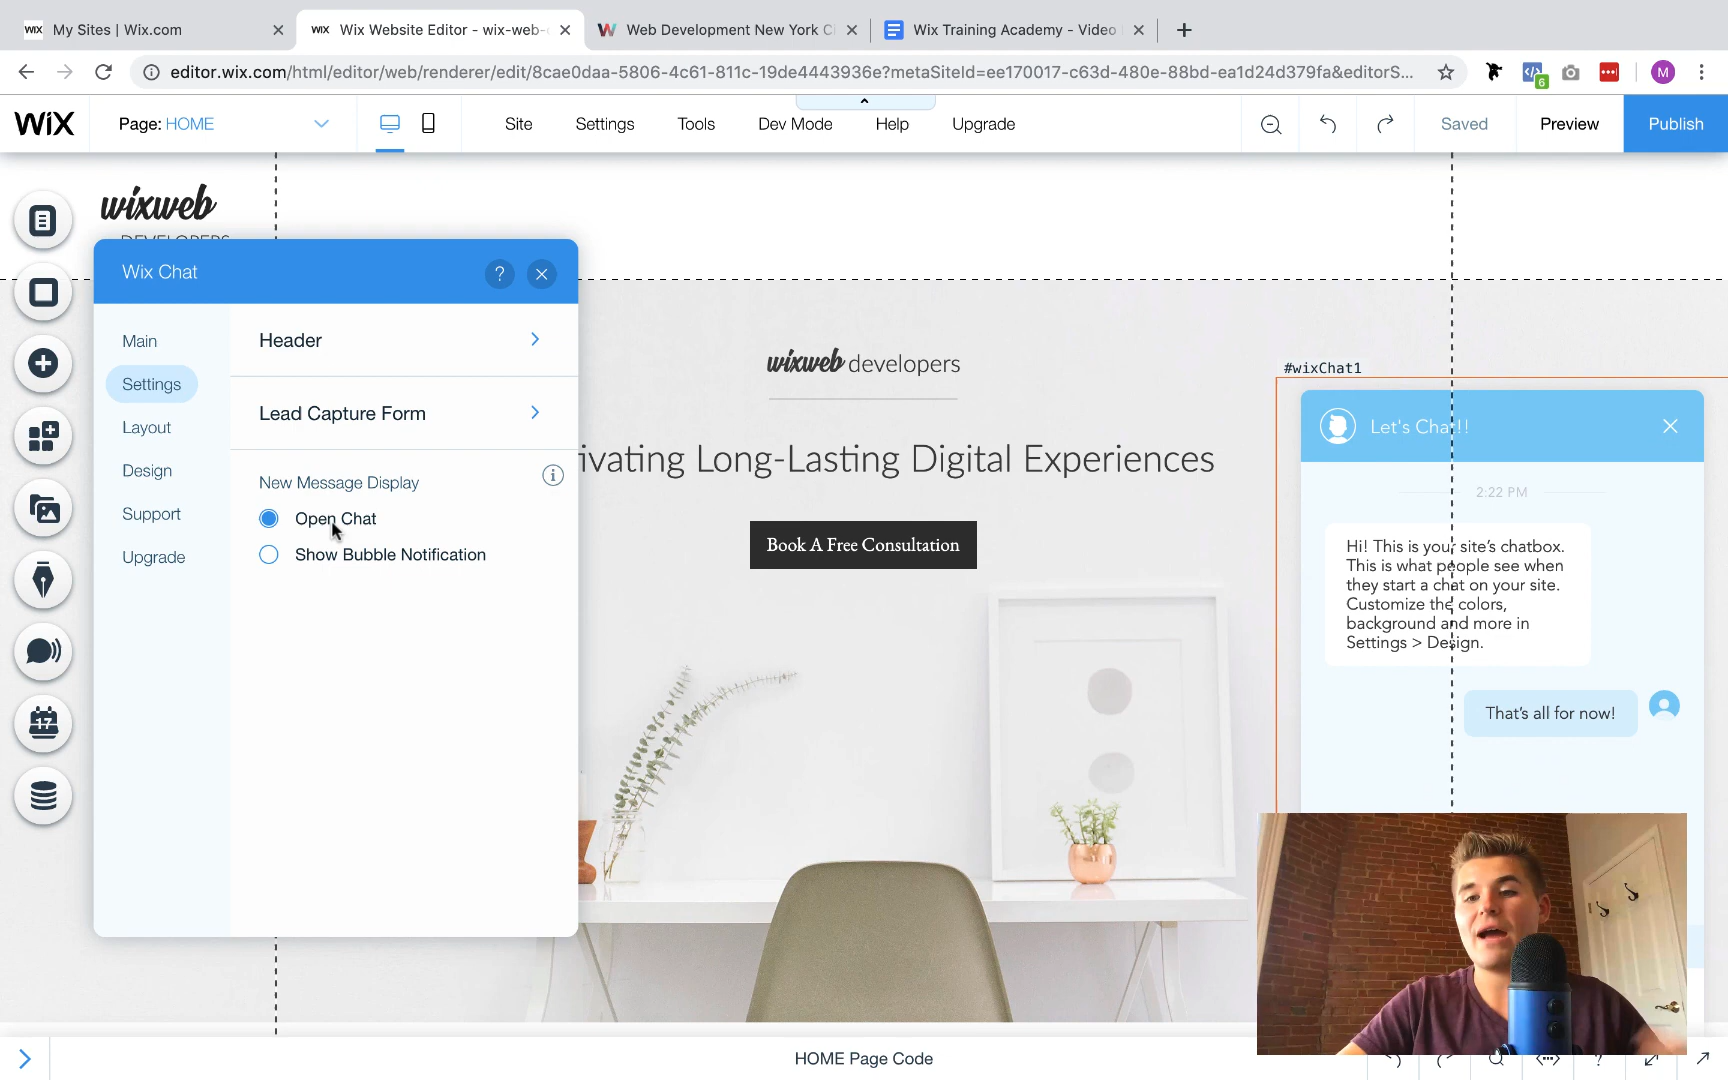 WIX My Sites | Wix.com
WIX Wix Website Editor - wix-web-
Web Development New York C
Wix Training Academy - Video
editor.wix.com/html/editor/web/renderer/edit/8cae0daa-5806-4c61-811c-19de4443936e?metaSiteId=ee170017-c63d-480e-88bd-ea1d24d379fa&editorS...
6
M
WIX
Page: HOME
Site
Settings
Tools
Dev Mode
Help
Upgrade
Saved
Preview
Publish
wixweb
DEVELOPERS
Wix Chat
?
Main
Settings
Layout
Design
Support
Upgrade
Header
Lead Capture Form
New Message Display
Open Chat
Show Bubble Notification
17
wixweb developers
ivating Long-Lasting Digital Experiences
Book A Free Consultation
#wixChat1
Let's Chat!!
2:22 PM
Hi! This is your site's chatbox.
This is what people see when
they start a chat on your site.
Customize the colors,
background and more in
Settings > Design.
That's all for now!
HOME Page Code